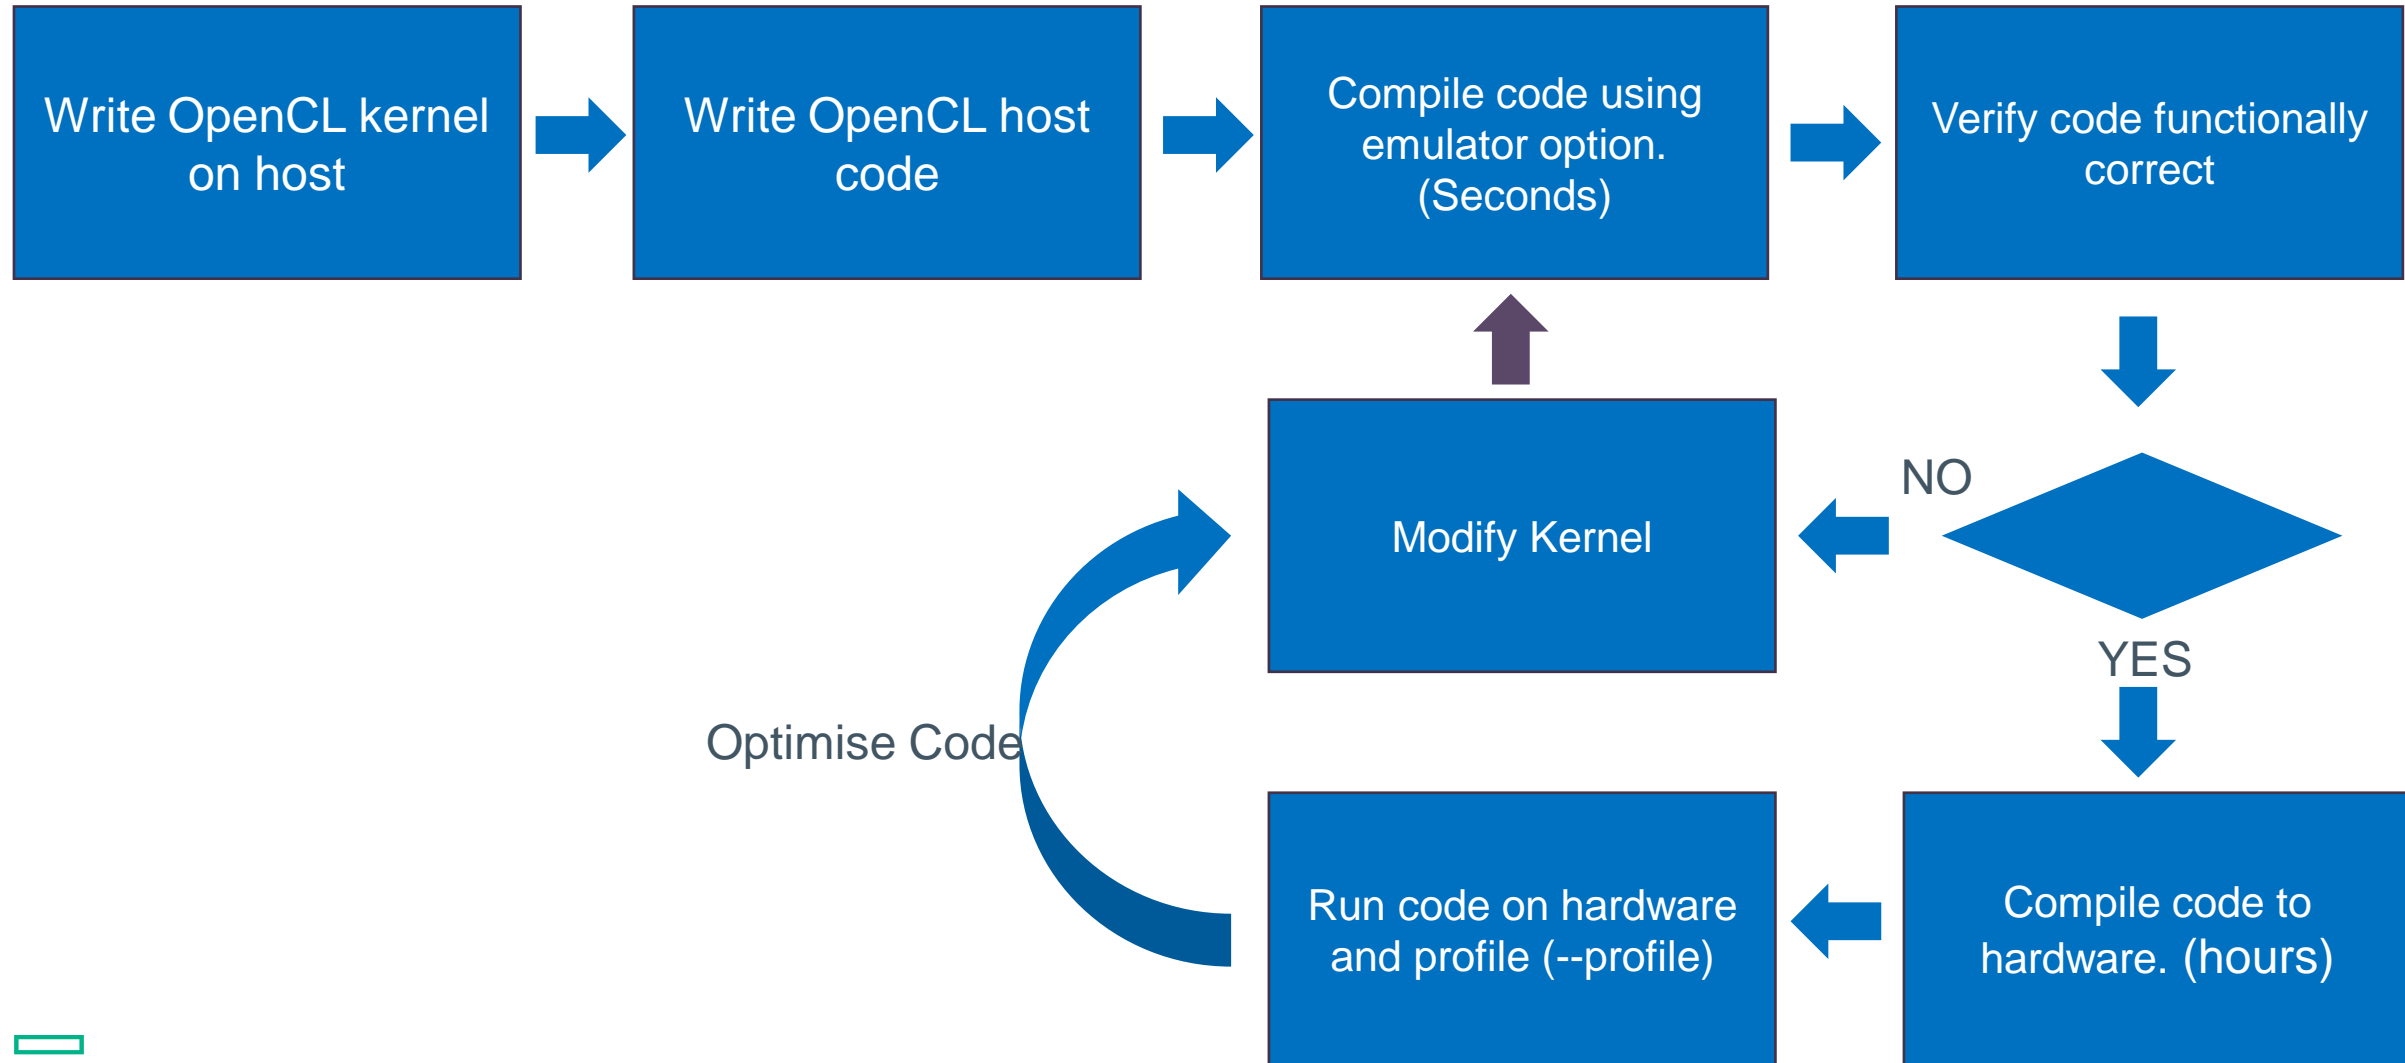 Write OpenCL kernel
on host
Write OpenCL host
code
Compile code using
emulator option.
(Seconds)
Verify code functionally
correct
NO
Modify Kernel
YES
Optimise Code
Run code on hardware
and profile (--profile)
Compile code to
hardware. (hours)